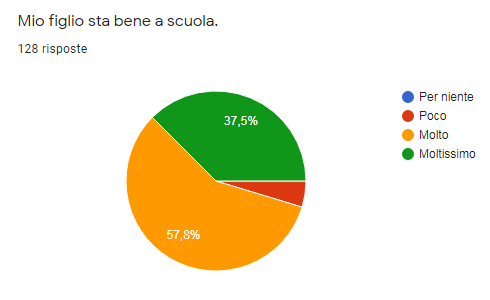 Mio figlio sta bene a scuola.
128 risposte
37,5%
57,8%
Per niente
Poco
Molto
Moltissimo